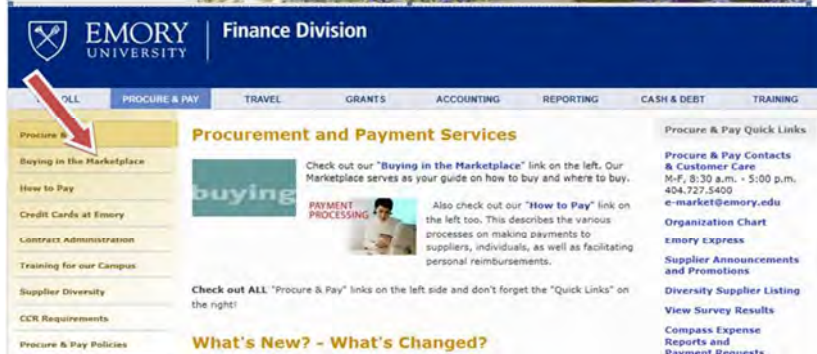 EMORY
UNIVERSITY
Finance Division
OLL
PROCURE & PAY
TRAVEL
GRANTS
ACCOUNTING
REPORTING
CASH & DEBT
TRAINING
Procure &
Buying in the Marketplace
How to Pay
Credit Cards at Emory
Contract Administration
Training for our Campus
Supplier Diversity
CCR Requirements
Procure & Pay Policies
Procurement and Payment Services
buying
Check out our "Buying in the Marketplace" link on the left. Our
Marketplace serves as your guide on how to buy and where to buy.
PAYMENT
PROCESSING
Also check out our "How to Pay" link on
the left too. This describes the various
processes on making payments to
suppliers, individuals, as well as facilitating
personal reimbursements.
Check out ALL "Procure & Pay" links on the left side and don't forget the "Quick Links" on
the right!
What's New? - What's Changed?
Procure & Pay Quick Links
Procure & Pay Contacts
& Customer Care
M-F, 8:30 a.m. - 5:00 p.m.
404.727.5400
e-market@emory.edu
Organization Chart
Emory Express
Supplier Announcements
and Promotions
Diversity Supplier Listing
View Survey Results
Compass Expense
Reports and
Payment Requests